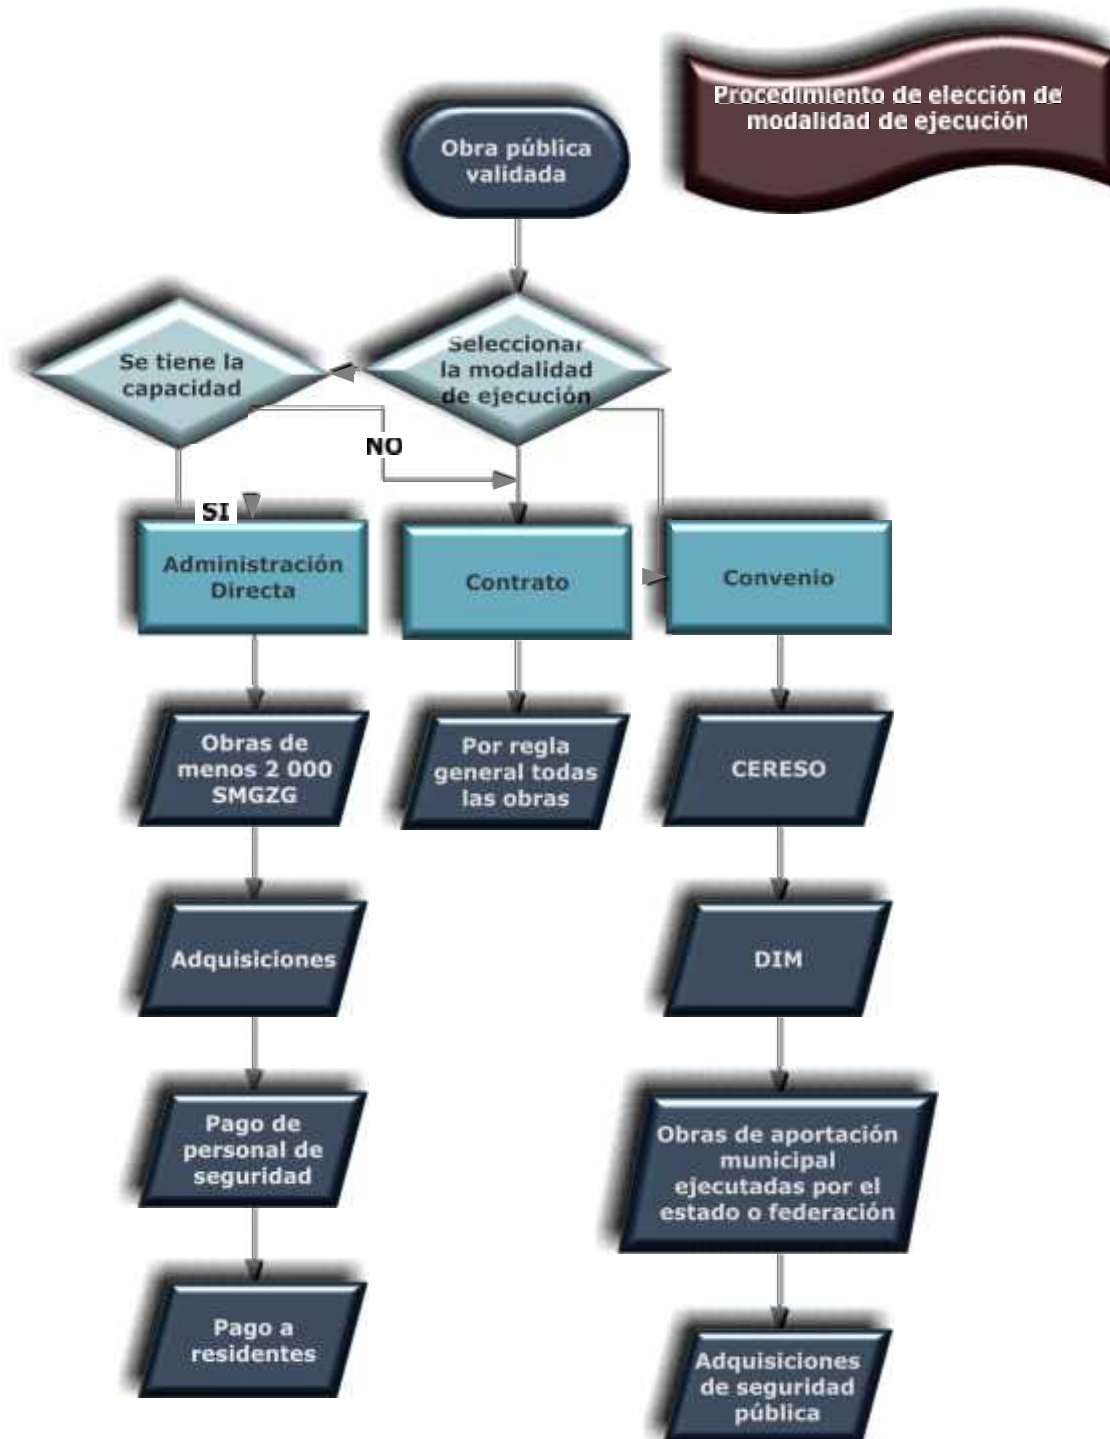 Procedimiento de elección de
modalidad de ejecución
Obra pública
validada
Se tiene la
capacidad
Seleccionar
la modalidad
de ejecución
NO
SI
Administración
Directa
Contrato
Convenio
Obras de
menos 2 000
SMGZG
Por regla
general todas
las obras
CERESO
Adquisiciones
DIM
Pago de
personal de
seguridad
Obras de aportación
municipal
ejecutadas por el
estado o federación
Pago a
residentes
Adquisiciones
de seguridad
pública